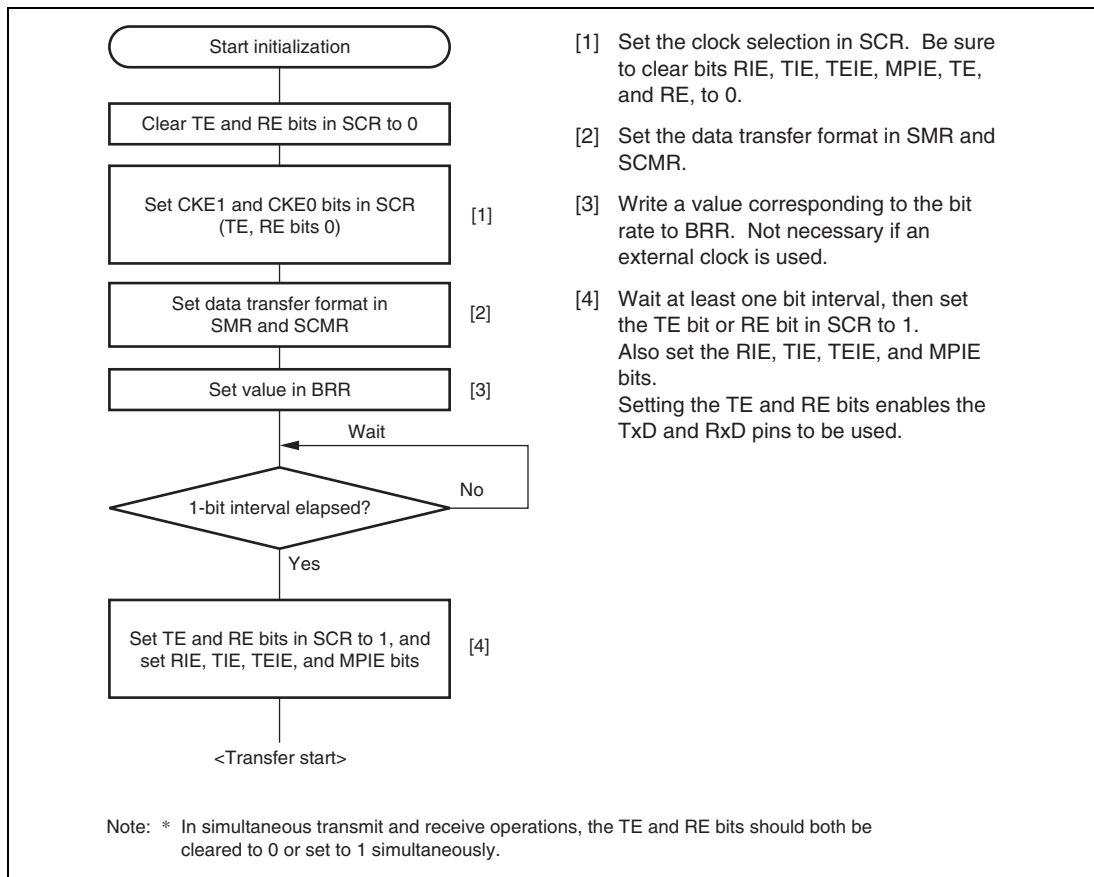 Start initialization
Clear TE and RE bits in SCR to 0
Set CKE1 and CKE0 bits in SCR
(TE, RE bits 0)
[1]
Set data transfer format in
SMR and SCMR
[2]
Set value in BRR
[3]
Wait
1-bit interval elapsed?
No
Yes
Set TE and RE bits in SCR to 1, and
set RIE, TIE, TEIE, and MPIE bits
[4]
<Transfer start>
[1] Set the clock selection in SCR. Be sure
to clear bits RIE, TIE, TEIE, MPIE, TE,
and RE, to 0.
[2] Set the data transfer format in SMR and
SCMR.
[3] Write a value corresponding to the bit
rate to BRR. Not necessary if an
external clock is used.
[4] Wait at least one bit interval, then set
the TE bit or RE bit in SCR to 1.
Also set the RIE, TIE, TEIE, and MPIE
bits.
Setting the TE and RE bits enables the
TxD and RxD pins to be used.
Note: * In simultaneous transmit and receive operations, the TE and RE bits should both be
cleared to 0 or set to 1 simultaneously.